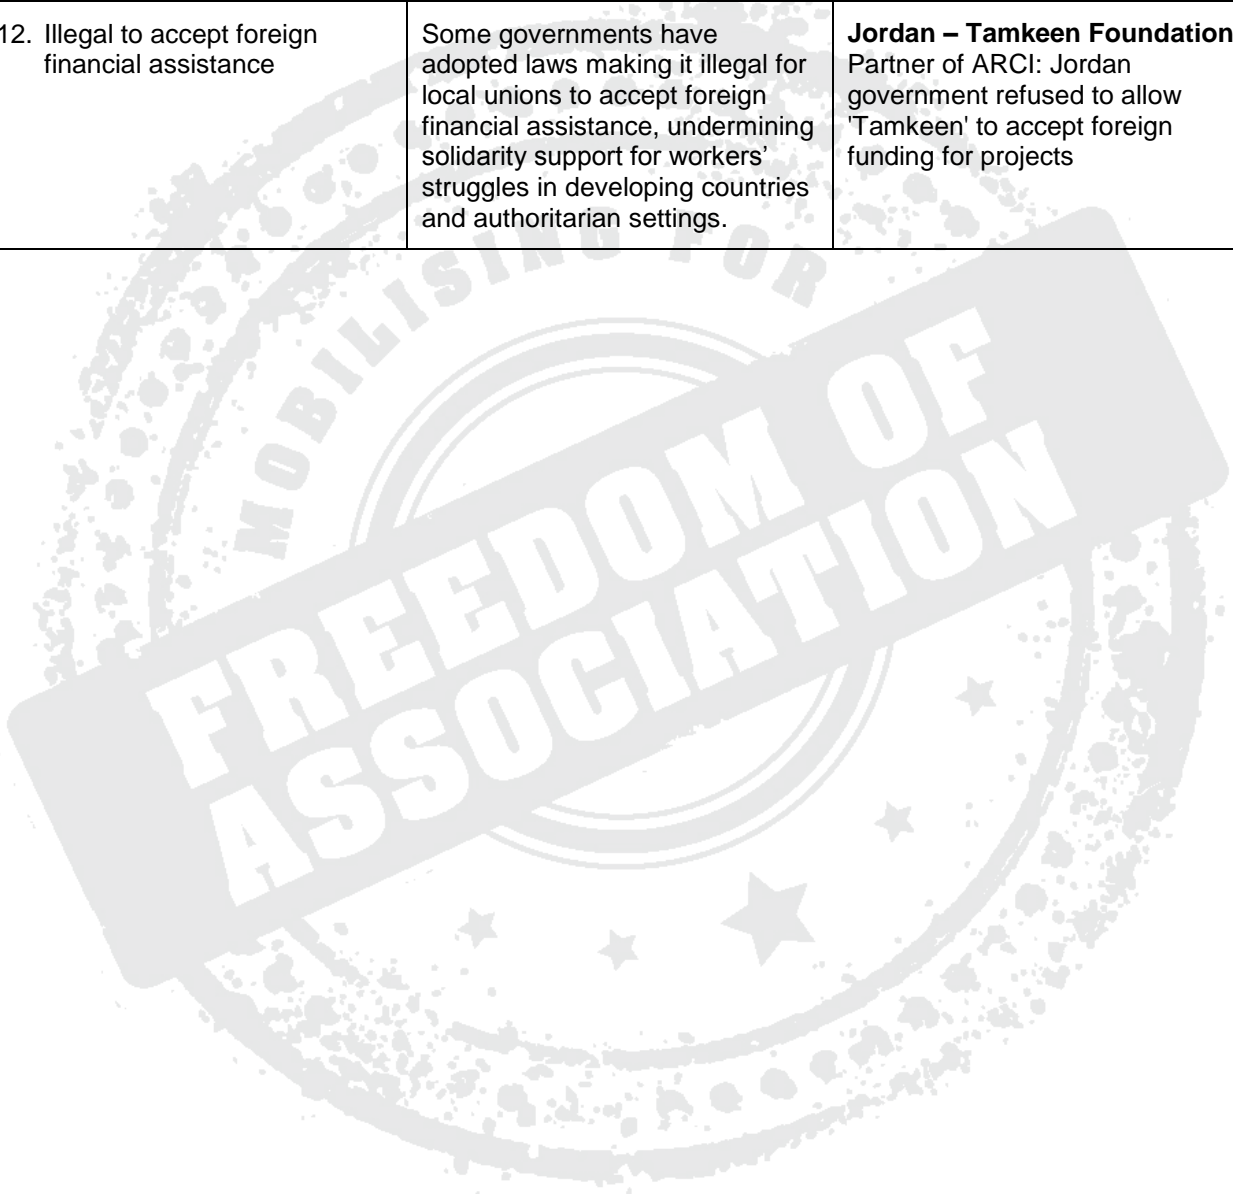 12. Illegal to accept foreign
financial assistance
Some governments have
adopted laws making it illegal for
local unions to accept foreign
financial assistance, undermining
solidarity support for workers’
struggles in developing countries
and authoritarian settings.
Jordan – Tamkeen Foundation
Partner of ARCI: Jordan
government refused to allow
'Tamkeen' to accept foreign
funding for projects
MOBILISING FOR
FREEDOM OF
ASSOCIATION